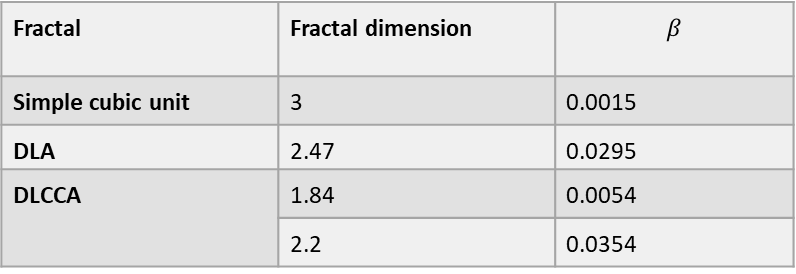 Fractal Fractal dimension β
Simple cubic unit 3 0.0015
DLA 2.47 0.0295
DLCCA 1.84 0.0054
2.2 0.0354